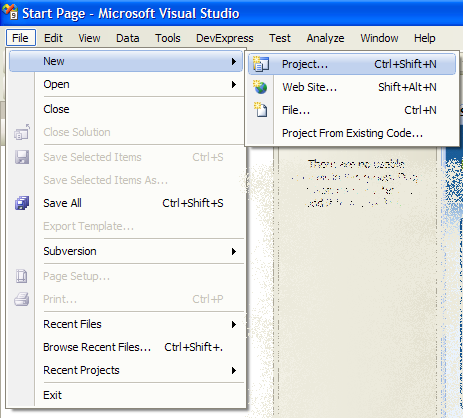 Start Page - Microsoft Visual Studio
File Edit View Data Tools DevExpress Test Analyze Window Help
New
Project... Ctrl+Shift+N
Open
Web Site... Shift+Alt+N
Close
File... Ctrl+N
Close Solution
Project From Existing Code...
Save Selected Items Ctrl+S
There are no usable
Save Selected Items As...
Save All Ctrl+Shift+S
Export Template...
Subversion
Page Setup...
Print... Ctrl+P
Recent Files
Browse Recent Files... Ctrl+Shift+.
Recent Projects
Exit